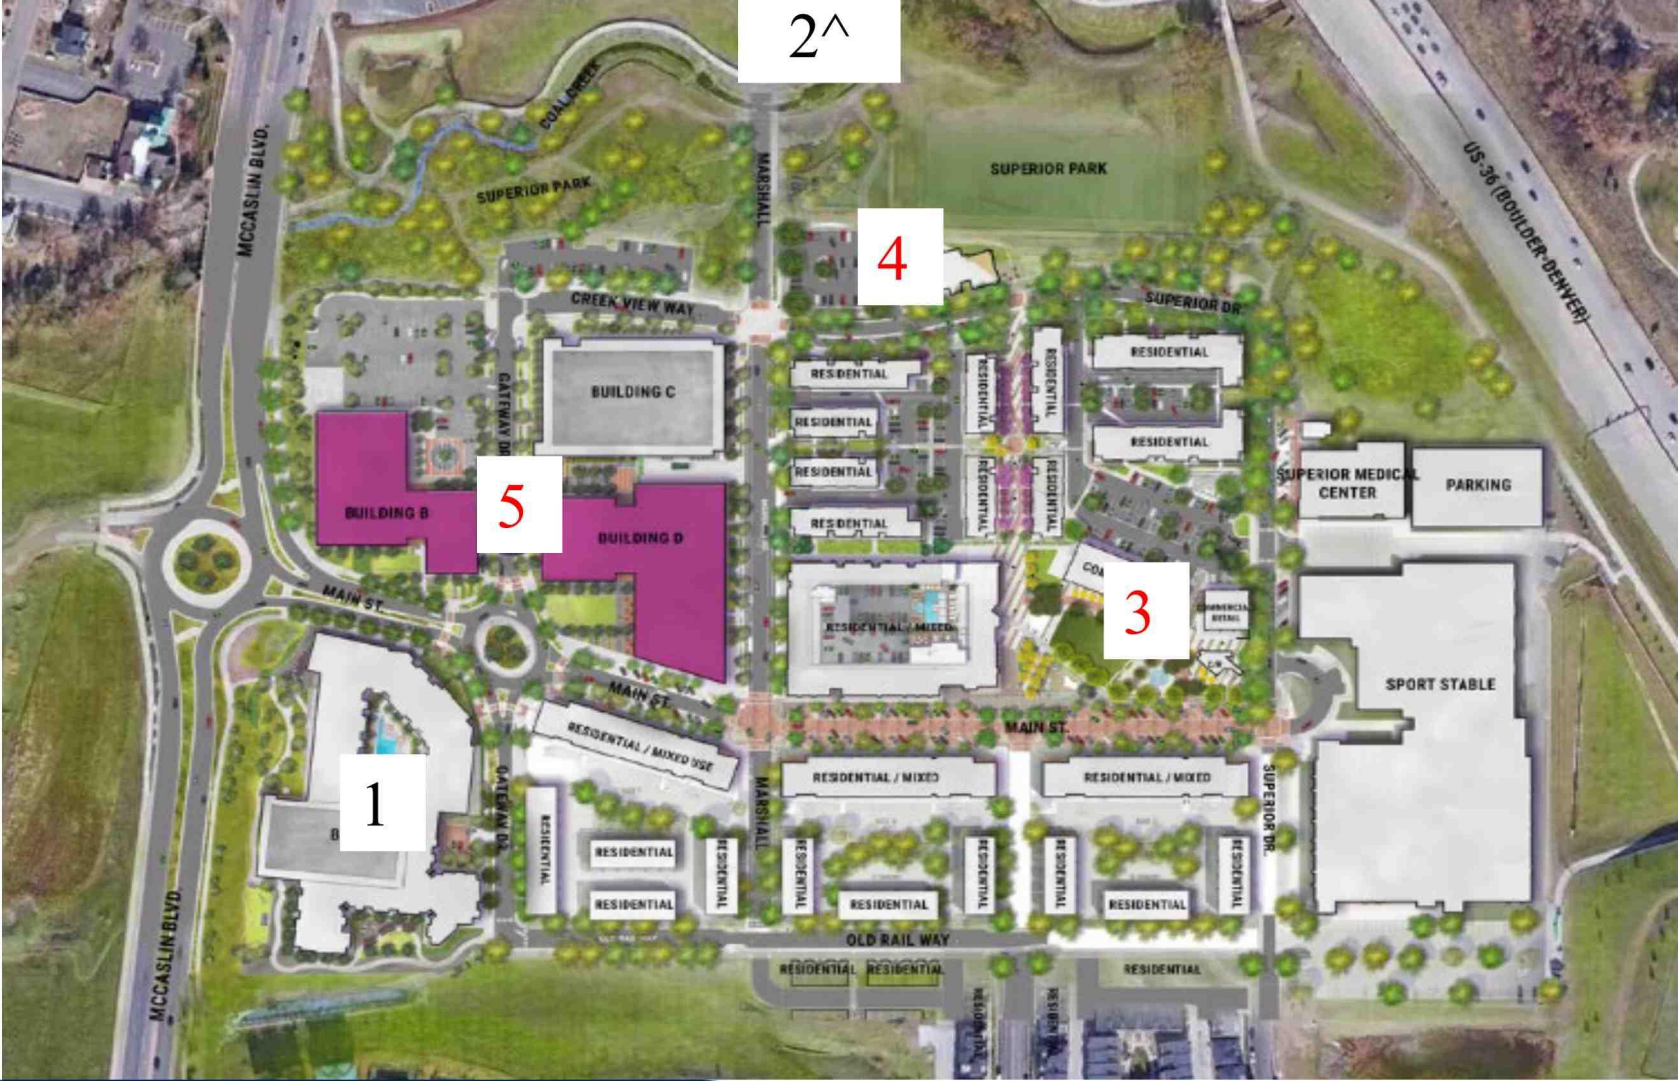 2^
COAL CREEK
MCCASLIN BLVD.
SUPERIOR PARK
MARSHALL
SUPERIOR PARK
US-36 (BOULDER-DENVER)
4
CREEK VIEW WAY
SUPERIOR DR.
GATEWAY DR.
BUILDING C
RESIDENTIAL
RESIDENTIAL
RESIDENTIAL
RESIDENTIAL
RESIDENTIAL
RESIDENTIAL
RESIDENTIAL
RESIDENTIAL
RESIDENTIAL
RESIDENTIAL
SUPERIOR MEDICAL
CENTER
PARKING
BUILDING B
5
BUILDING D
MAIN ST.
RESIDENTIAL / MIXED
3
COMMERCIAL
RETAIL
SPORT STABLE
MAIN ST.
MAIN ST.
RESIDENTIAL / MIXED USE
RESIDENTIAL / MIXED
RESIDENTIAL / MIXED
1
B
GATEWAY DR.
MARSHALL
SUPERIOR DR.
RESIDENTIAL
RESIDENTIAL
RESIDENTIAL
RESIDENTIAL
RESIDENTIAL
RESIDENTIAL
RESIDENTIAL
RESIDENTIAL
RESIDENTIAL
RESIDENTIAL
MCCASLIN BLVD.
OLD RAIL WAY
OLD RAIL WAY
RESIDENTIAL
RESIDENTIAL
RESIDENTIAL
RESIDENTIAL
RESIDENTIAL